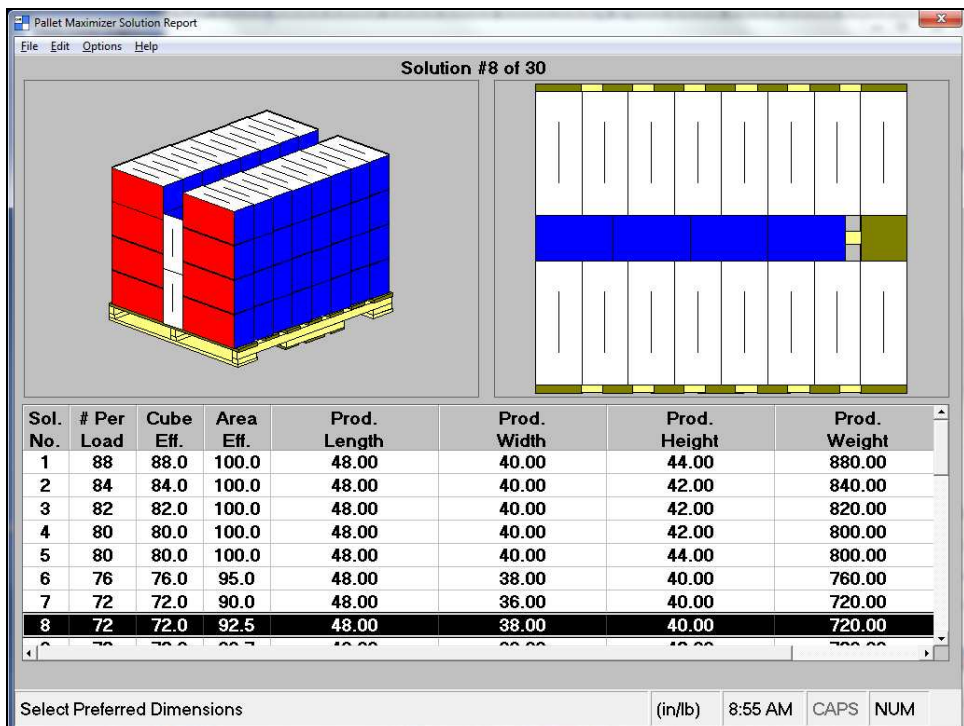 Pallet Maximizer Solution Report
File Edit Options Help
Solution #8 of 30
Sol. # Per Cube Area Prod. Prod. Prod. Prod.
No. Load Eff. Eff. Length Width Height Weight
1 88 88.0 100.0 48.00 40.00 44.00 880.00
2 84 84.0 100.0 48.00 40.00 42.00 840.00
3 82 82.0 100.0 48.00 40.00 42.00 820.00
4 80 80.0 100.0 48.00 40.00 42.00 800.00
5 80 80.0 100.0 48.00 40.00 44.00 800.00
6 76 76.0 95.0 48.00 38.00 40.00 760.00
7 72 72.0 90.0 48.00 36.00 40.00 720.00
8 72 72.0 92.5 48.00 38.00 40.00 720.00
Select Preferred Dimensions (in/lb) 8:55 AM CAPS NUM